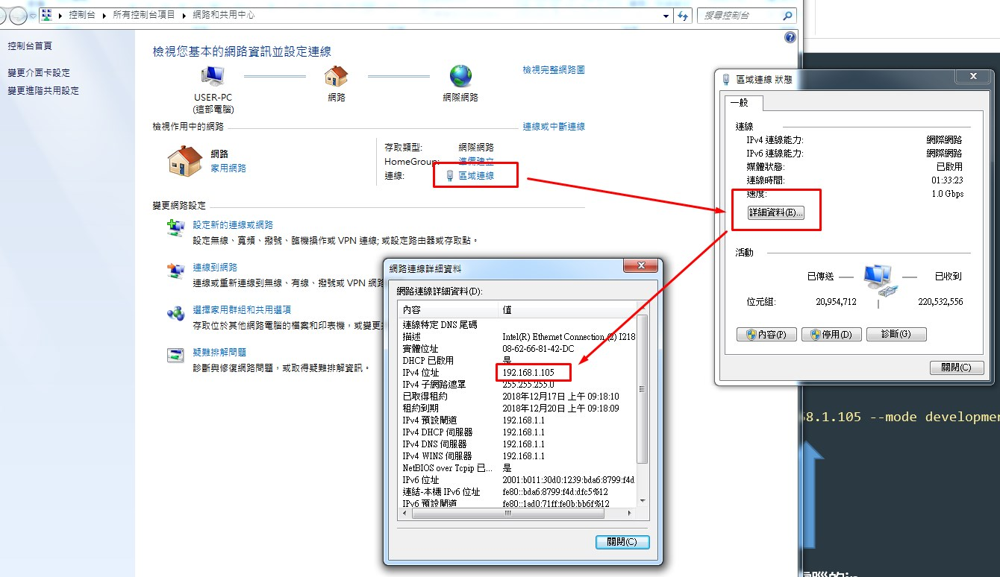 控制台 ▸ 所有控制台項目 ▸ 網路和共用中心
搜尋控制台
控制台首頁
變更介面卡設定
變更進階共用設定
檢視您基本的網路資訊並設定連線
USER-PC
(這部電腦)
網路
網際網路
檢視完整網路圖
檢視作用中的網路
連線或中斷連線
網路
家用網路
存取類型: 網際網路
HomeGroup: 準備建立
連線: 區域連線
變更網路設定
設定新的連線或網路
設定無線、寬頻、撥號、臨機操作或 VPN 連線; 或設定路由器或存取點。
連線到網路
連線或重新連線到無線、有線、撥號或 VPN 網路
選擇家用群組和共用選項
存取位於其他網路電腦的檔案和印表機，或變更
疑難排解問題
診斷與修復網路問題，或取得疑難排解資訊。
網路連線詳細資料
網路連線詳細資料(D):
內容 值
連線特定 DNS 尾碼
描述 Intel(R) Ethernet Connection (2) I218
實體位址 08-62-66-81-42-DC
DHCP 已啟用 是
IPv4 位址 192.168.1.105
IPv4 子網路遮罩 255.255.255.0
已取得租約 2018年12月17日 上午 09:18:10
租約到期 2018年12月20日 上午 09:18:09
IPv4 預設閘道 192.168.1.1
IPv4 DHCP 伺服器 192.168.1.1
IPv4 DNS 伺服器 192.168.1.1
IPv4 WINS 伺服器 192.168.1.1
NetBIOS over Tcpip 已... 是
IPv6 位址 2001:b011:30d0:1239:bda6:8799:f4d
連結-本機 IPv6 位址 fe80::bda6:8799:f4d:dfc5%12
IPv6 預設閘道 fe80::1ad0:71ff:fe0b:bb6f%12
關閉(C)
區域連線 狀態
一般
連線
IPv4 連線能力: 網際網路
IPv6 連線能力: 網際網路
媒體狀態: 已啟用
連線時間: 01:33:23
速度: 1.0 Gbps
詳細資料(E)...
活動
已傳送 — — 已收到
位元組: 20,954,712 | 220,532,556
內容(P) 停用(D) 診斷(G)
關閉(C)
8.1.105 --mode developmen
腦的ip